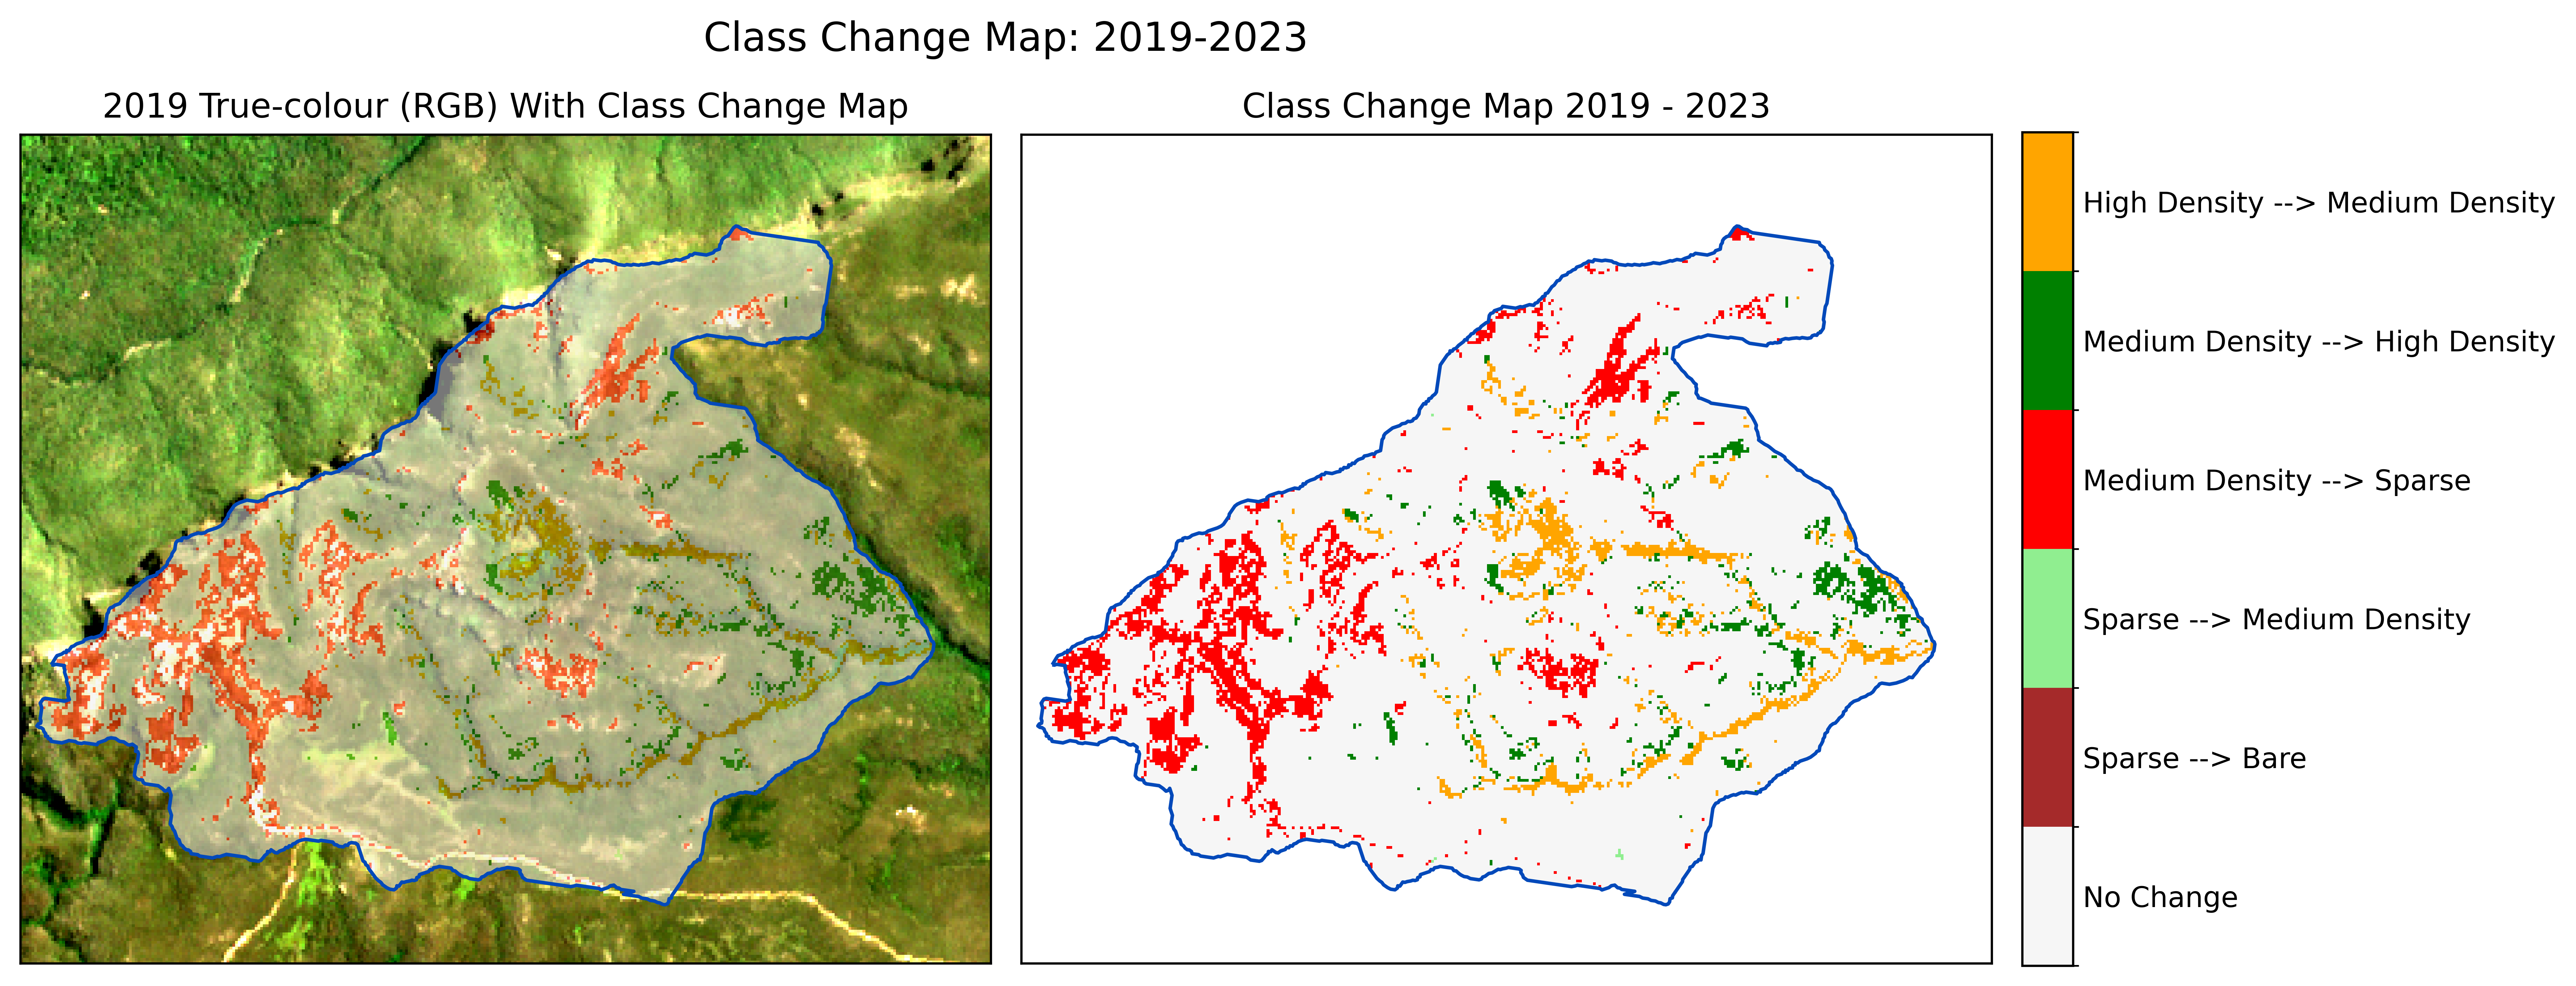 Class Change Map: 2019-2023
2019 True-colour (RGB) With Class Change Map
Class Change Map 2019 - 2023
High Density --> Medium Density
Medium Density --> High Density
Medium Density --> Sparse
Sparse --> Medium Density
Sparse --> Bare
No Change